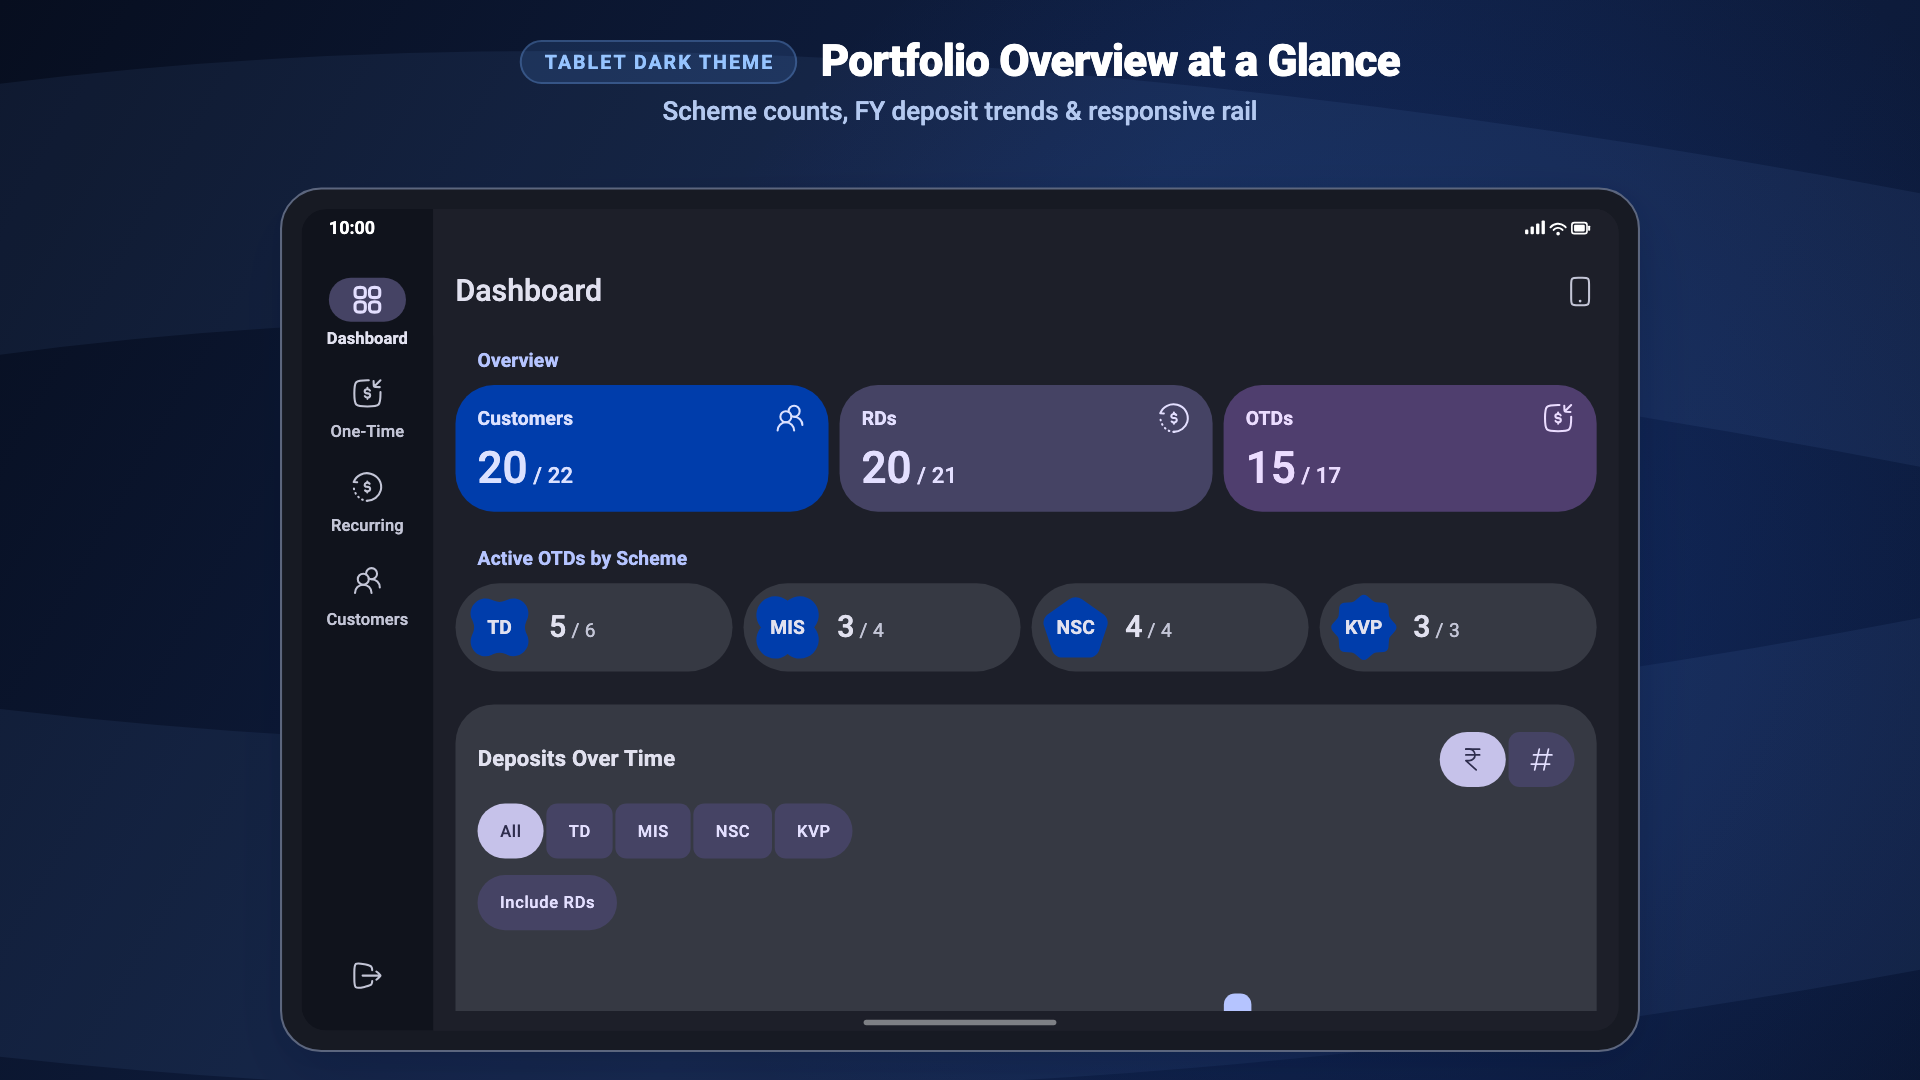 TABLET DARK THEME
Portfolio Overview at a Glance
Scheme counts, FY deposit trends & responsive rail
10:00
Dashboard
One-Time
Recurring
Customers
Dashboard
Overview
Customers
20 / 22
RDs
20 / 21
OTDs
15 / 17
Active OTDs by Scheme
TD 5 / 6
MIS 3 / 4
NSC 4 / 4
KVP 3 / 3
Deposits Over Time
₹ #
All TD MIS NSC KVP
Include RDs